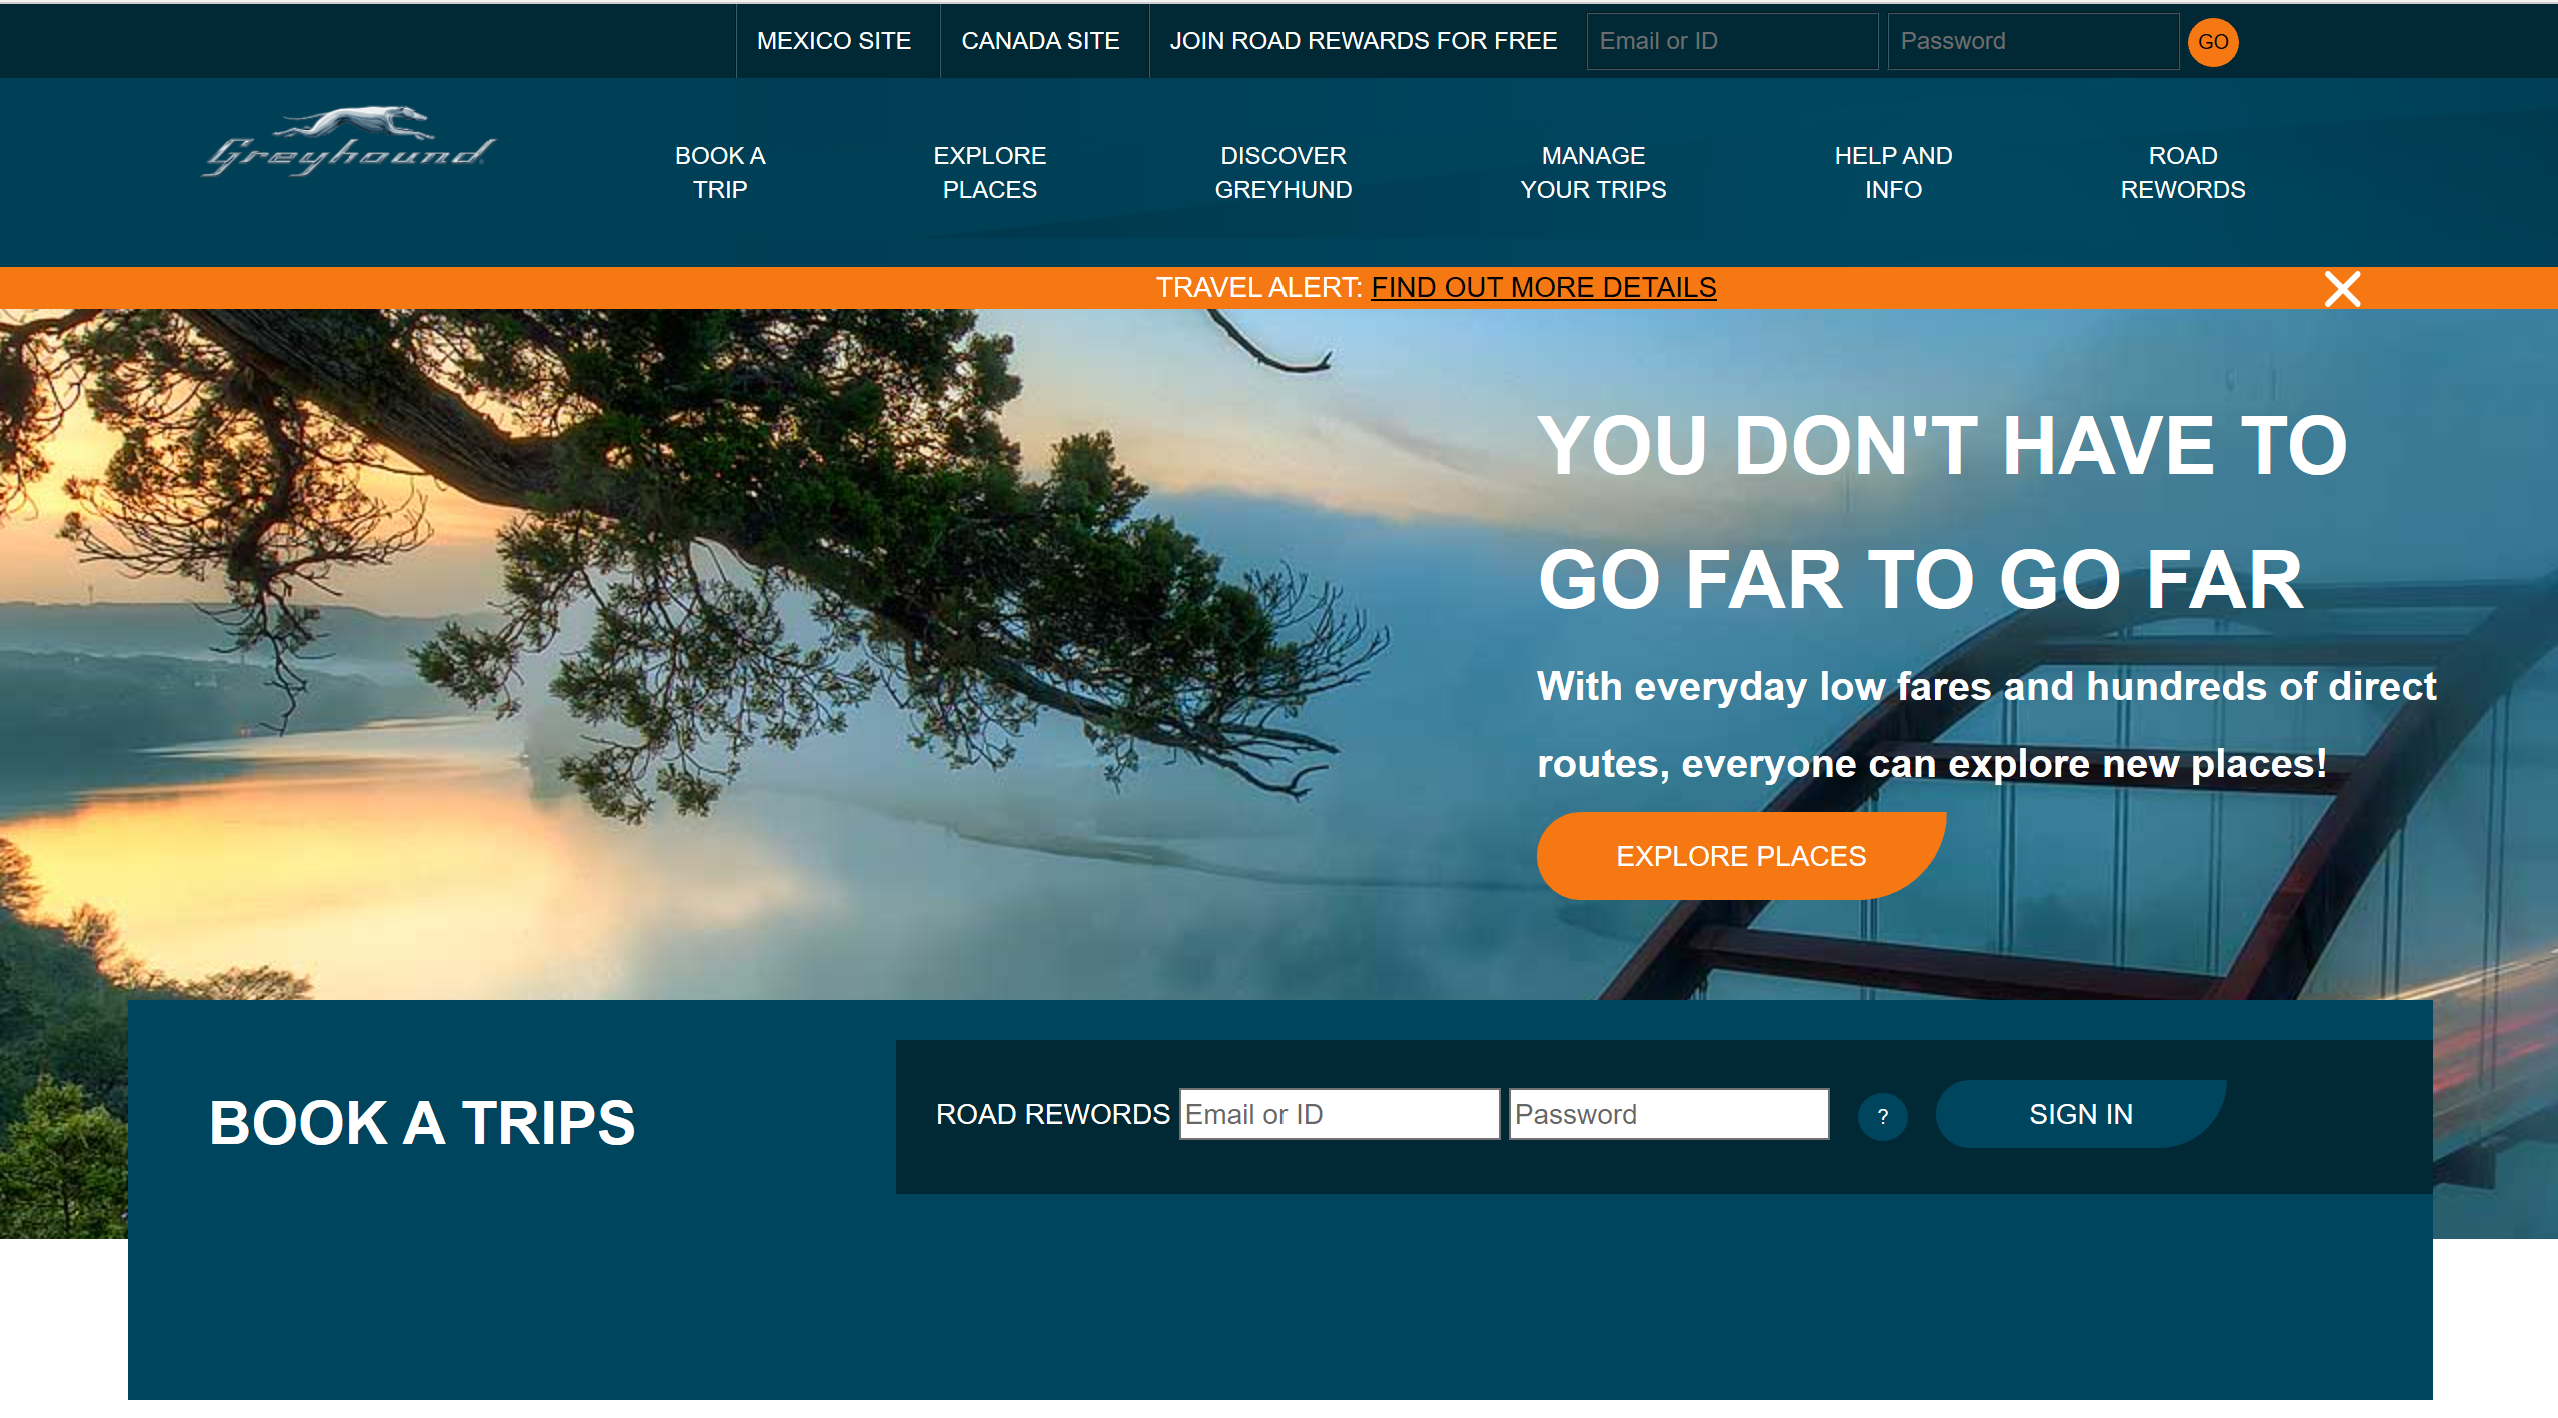 MEXICO SITE CANADA SITE JOIN ROAD REWARDS FOR FREE Email or ID Password GO
Greyhound
BOOK A TRIP
EXPLORE PLACES
DISCOVER GREYHUND
MANAGE YOUR TRIPS
HELP AND INFO
ROAD REWORDS
TRAVEL ALERT: FIND OUT MORE DETAILS
YOU DON'T HAVE TO
GO FAR TO GO FAR
With everyday low fares and hundreds of direct
routes, everyone can explore new places!
EXPLORE PLACES
BOOK A TRIPS
ROAD REWORDS Email or ID Password ? SIGN IN